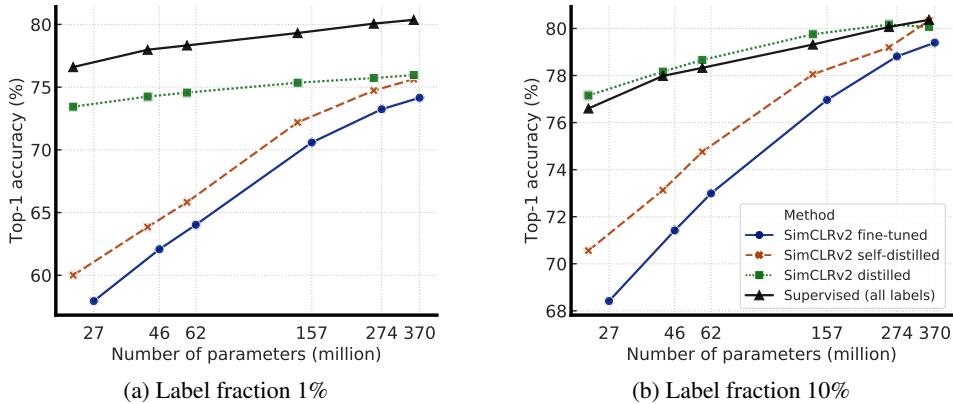 80
75
70
65
60
Top-1 accuracy (%)
27 46 62 157 274 370
Number of parameters (million)
(a) Label fraction 1%
80
78
76
74
72
70
68
Top-1 accuracy (%)
Method
SimCLRv2 fine-tuned
SimCLRv2 self-distilled
SimCLRv2 distilled
Supervised (all labels)
27 46 62 157 274 370
Number of parameters (million)
(b) Label fraction 10%